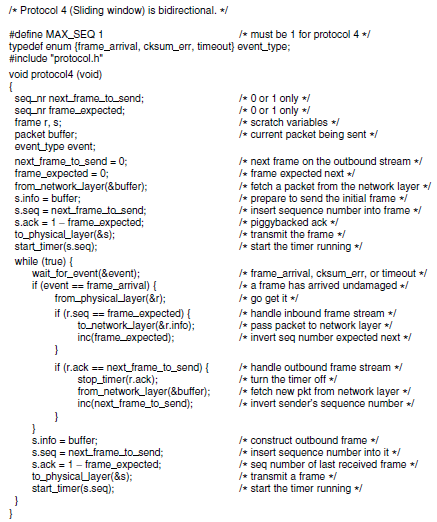 /* Protocol 4 (Sliding window) is bidirectional. */
#define MAX_SEQ 1 /* must be 1 for protocol 4 */
typedef enum {frame_arrival, cksum_err, timeout} event_type;
#include "protocol.h"
void protocol4 (void)
{
seq_nr next_frame_to_send; /* 0 or 1 only */
seq_nr frame_expected; /* 0 or 1 only */
frame r, s; /* scratch variables */
packet buffer; /* current packet being sent */
event_type event;
next_frame_to_send = 0; /* next frame on the outbound stream */
frame_expected = 0; /* frame expected next */
from_network_layer(&buffer); /* fetch a packet from the network layer */
s.info = buffer; /* prepare to send the initial frame */
s.seq = next_frame_to_send; /* insert sequence number into frame */
s.ack = 1 − frame_expected; /* piggybacked ack */
to_physical_layer(&s); /* transmit the frame */
start_timer(s.seq); /* start the timer running */
while (true) {
wait_for_event(&event); /* frame_arrival, cksum_err, or timeout */
if (event == frame_arrival) { /* a frame has arrived undamaged */
from_physical_layer(&r); /* go get it */
if (r.seq == frame_expected) { /* handle inbound frame stream */
to_network_layer(&r.info); /* pass packet to network layer */
inc(frame_expected); /* invert seq number expected next */
}
if (r.ack == next_frame_to_send) { /* handle outbound frame stream */
stop_timer(r.ack); /* turn the timer off */
from_network_layer(&buffer); /* fetch new pkt from network layer */
inc(next_frame_to_send); /* invert sender's sequence number */
}
}
s.info = buffer; /* construct outbound frame */
s.seq = next_frame_to_send; /* insert sequence number into it */
s.ack = 1 − frame_expected; /* seq number of last received frame */
to_physical_layer(&s); /* transmit a frame */
start_timer(s.seq); /* start the timer running */
}
}